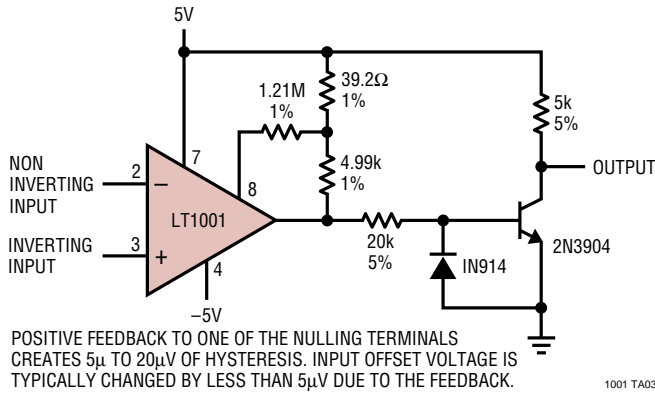 5V
39.2Ω
1%
1.21M
1%
5k
5%
4.99k
1%
7
8
NON
INVERTING
INPUT
2
−
LT1001
OUTPUT
INVERTING
INPUT
3
+
4
−5V
20k
5%
IN914
2N3904
POSITIVE FEEDBACK TO ONE OF THE NULLING TERMINALS
CREATES 5µ TO 20µV OF HYSTERESIS. INPUT OFFSET VOLTAGE IS
TYPICALLY CHANGED BY LESS THAN 5µV DUE TO THE FEEDBACK.
1001 TA03